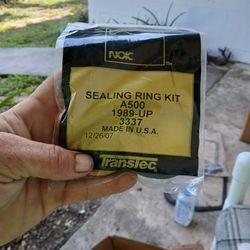 NOK
SEALING RING KIT
A500
1989-UP
3337
MADE IN U.S.A.
12/26/07
TransTec